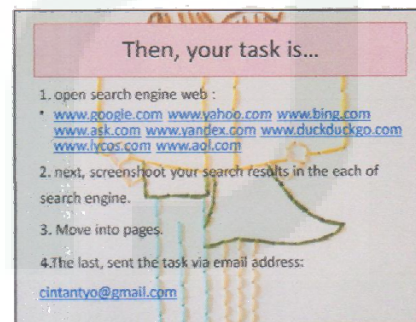 Then, your task is...
1. open search engine web :
• www.google.com www.yahoo.com www.bing.com
www.ask.com www.yandex.com www.duckduckgo.com
www.lycos.com www.aol.com
2. next, screenshoot your search results in the each of
search engine.
3. Move into pages.
4.The last, sent the task via email address:
cintantyo@gmail.com